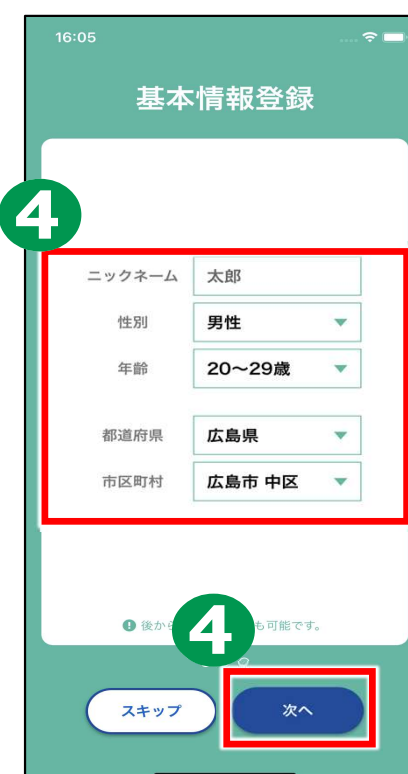 16:05
基本情報登録
4
ニックネーム 太郎
性別 男性
年齢 20～29歳
都道府県 広島県
市区町村 広島市 中区
後から
4
も可能です。
スキップ 次へ